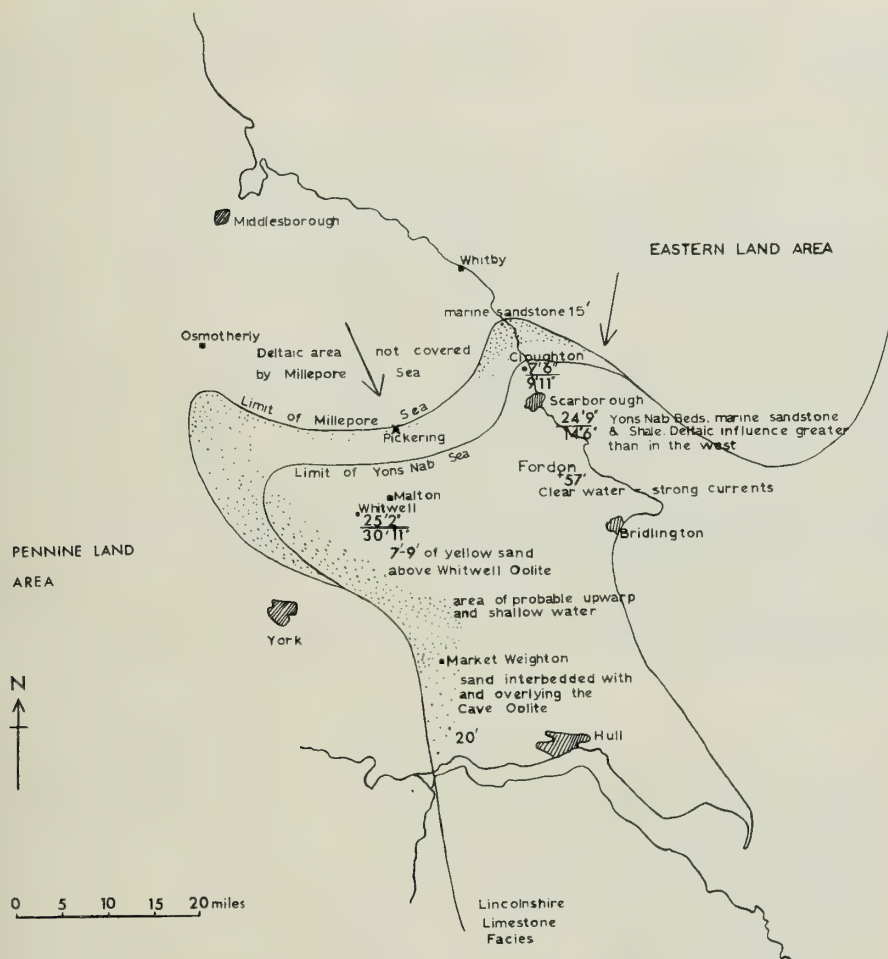 Middlesborough
EASTERN LAND AREA
Whitby
marine sandstone 15'
Osmotherly
Deltaic area not covered
by Millepore Sea
Cloughton
7' 6"
9' 11"
Limit of Millepore Sea
Scarborough
24' 9"
14' 6"
Yons Nab Beds, marine sandstone
& Shale. Deltaic influence greater
than in the west
Pickering
Limit of Yons Nab Sea
Fordon
57'
Clear water - strong currents
Malton
Whitwell
25' 2"
30' 11"
Bridlington
7'-9' of yellow sand
above Whitwell Oolite
PENNINE LAND
AREA
area of probable upwarp
and shallow water
York
Market Weighton
sand interbedded with
and overlying the
Cave Oolite
N
20'
Hull
0 5 10 15 20 miles
Lincolnshire
Limestone
Facies